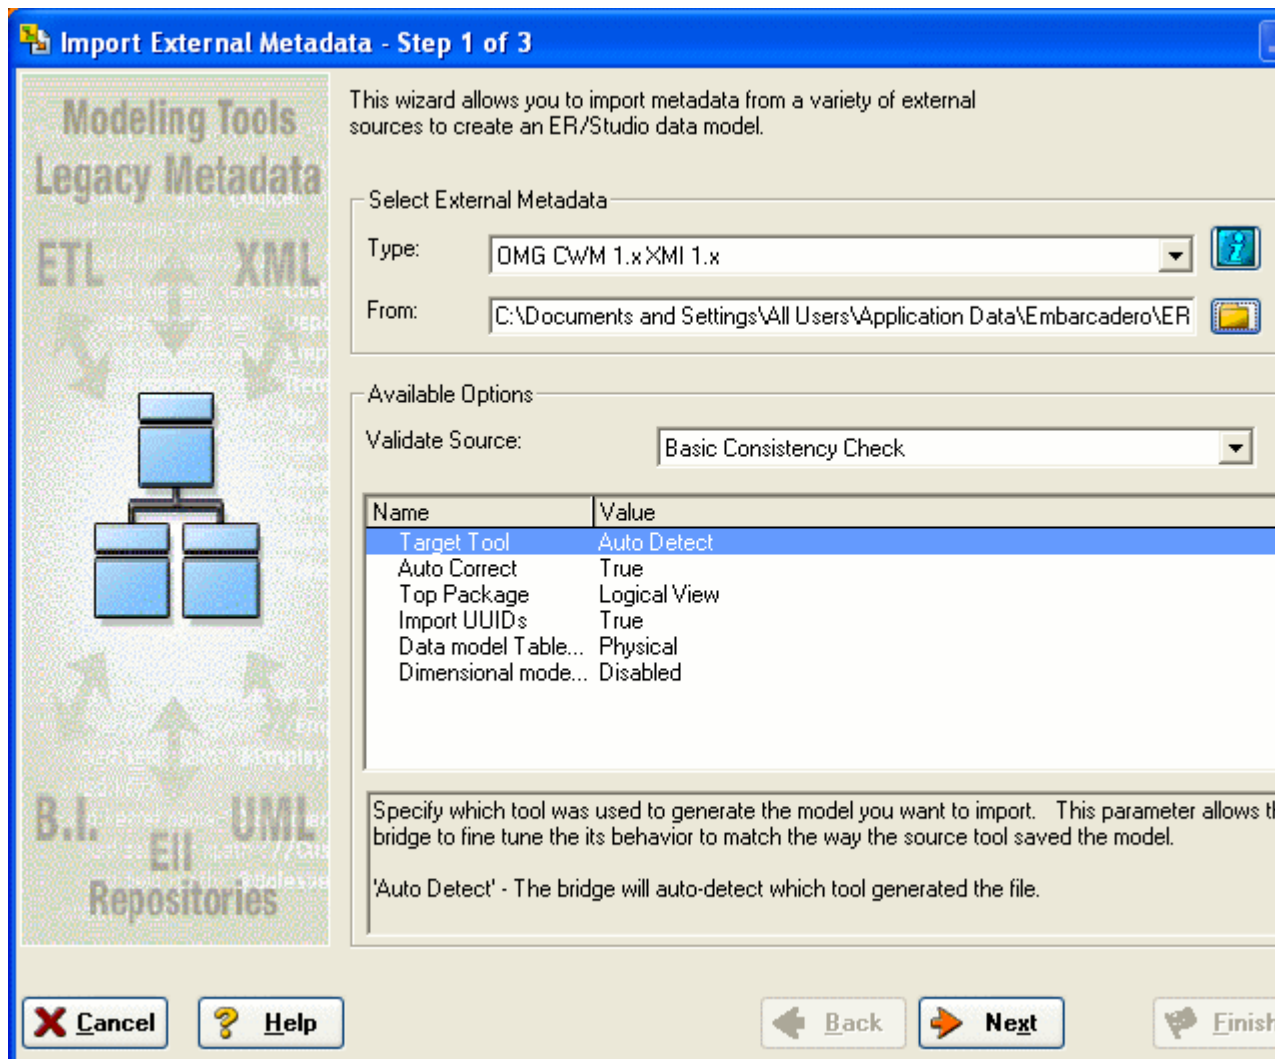 Import External Metadata - Step 1 of 3
Modeling Tools
Legacy Metadata
ETL XML
B.I. UML
EII
Repositories
This wizard allows you to import metadata from a variety of external
sources to create an ER/Studio data model.
Select External Metadata
Type: OMG CWM 1.x XMI 1.x
From: C:\Documents and Settings\All Users\Application Data\Embarcadero\ER
Available Options
Validate Source: Basic Consistency Check
Name Value
Target Tool Auto Detect
Auto Correct True
Top Package Logical View
Import UUIDs True
Data model Table... Physical
Dimensional mode... Disabled
Specify which tool was used to generate the model you want to import. This parameter allows
bridge to fine tune the its behavior to match the way the source tool saved the model.
'Auto Detect' - The bridge will auto-detect which tool generated the file.
Cancel Help Back Next Finish